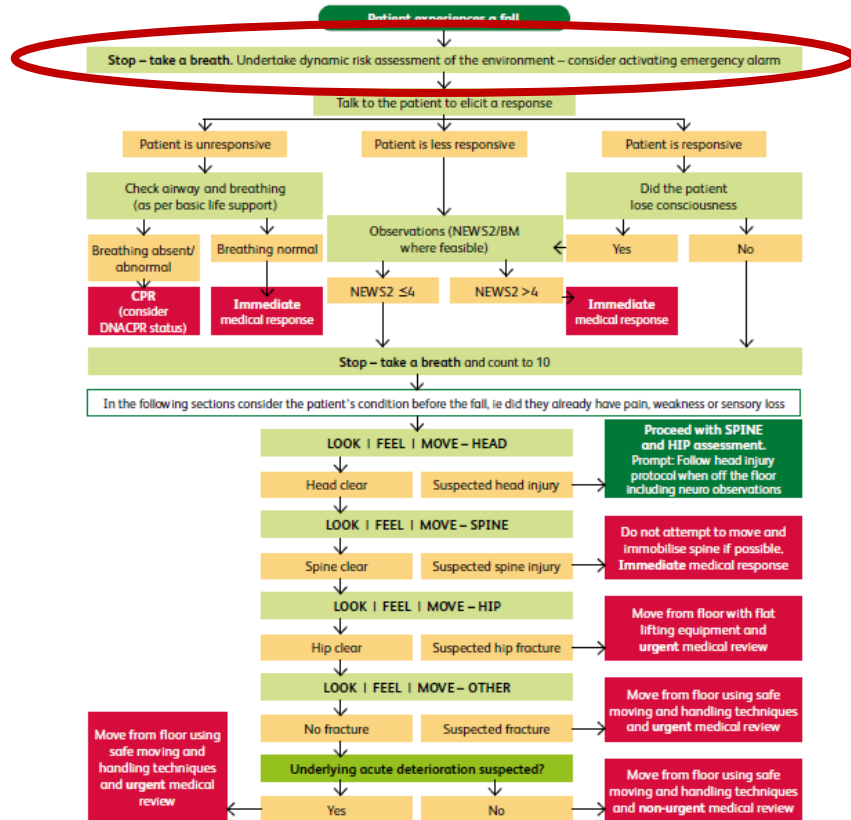 Patient experiences a fall
Stop – take a breath. Undertake dynamic risk assessment of the environment – consider activating emergency alarm
Talk to the patient to elicit a response
Patient is unresponsive
Patient is less responsive
Patient is responsive
Check airway and breathing
(as per basic life support)
Did the patient
lose consciousness
Observations (NEWS2/BM
where feasible)
Breathing absent/
abnormal
Breathing normal
Yes
No
CPR
(consider
DNACPR status)
Immediate
medical response
NEWS2 ≤4
NEWS2 >4
Immediate
medical response
Stop – take a breath and count to 10
In the following sections consider the patient's condition before the fall, ie did they already have pain, weakness or sensory loss
LOOK | FEEL | MOVE – HEAD
Head clear
Suspected head injury
Proceed with SPINE
and HIP assessment.
Prompt: Follow head injury
protocol when off the floor
including neuro observations
LOOK | FEEL | MOVE – SPINE
Spine clear
Suspected spine injury
Do not attempt to move and
immobilise spine if possible.
Immediate medical response
LOOK | FEEL | MOVE – HIP
Hip clear
Suspected hip fracture
Move from floor with flat
lifting equipment and
urgent medical review
LOOK | FEEL | MOVE – OTHER
No fracture
Suspected fracture
Move from floor using safe
moving and handling techniques
and urgent medical review
Underlying acute deterioration suspected?
Yes
No
Move from floor using
safe moving and
handling techniques
and urgent medical
review
Move from floor using safe
moving and handling techniques
and non-urgent medical review